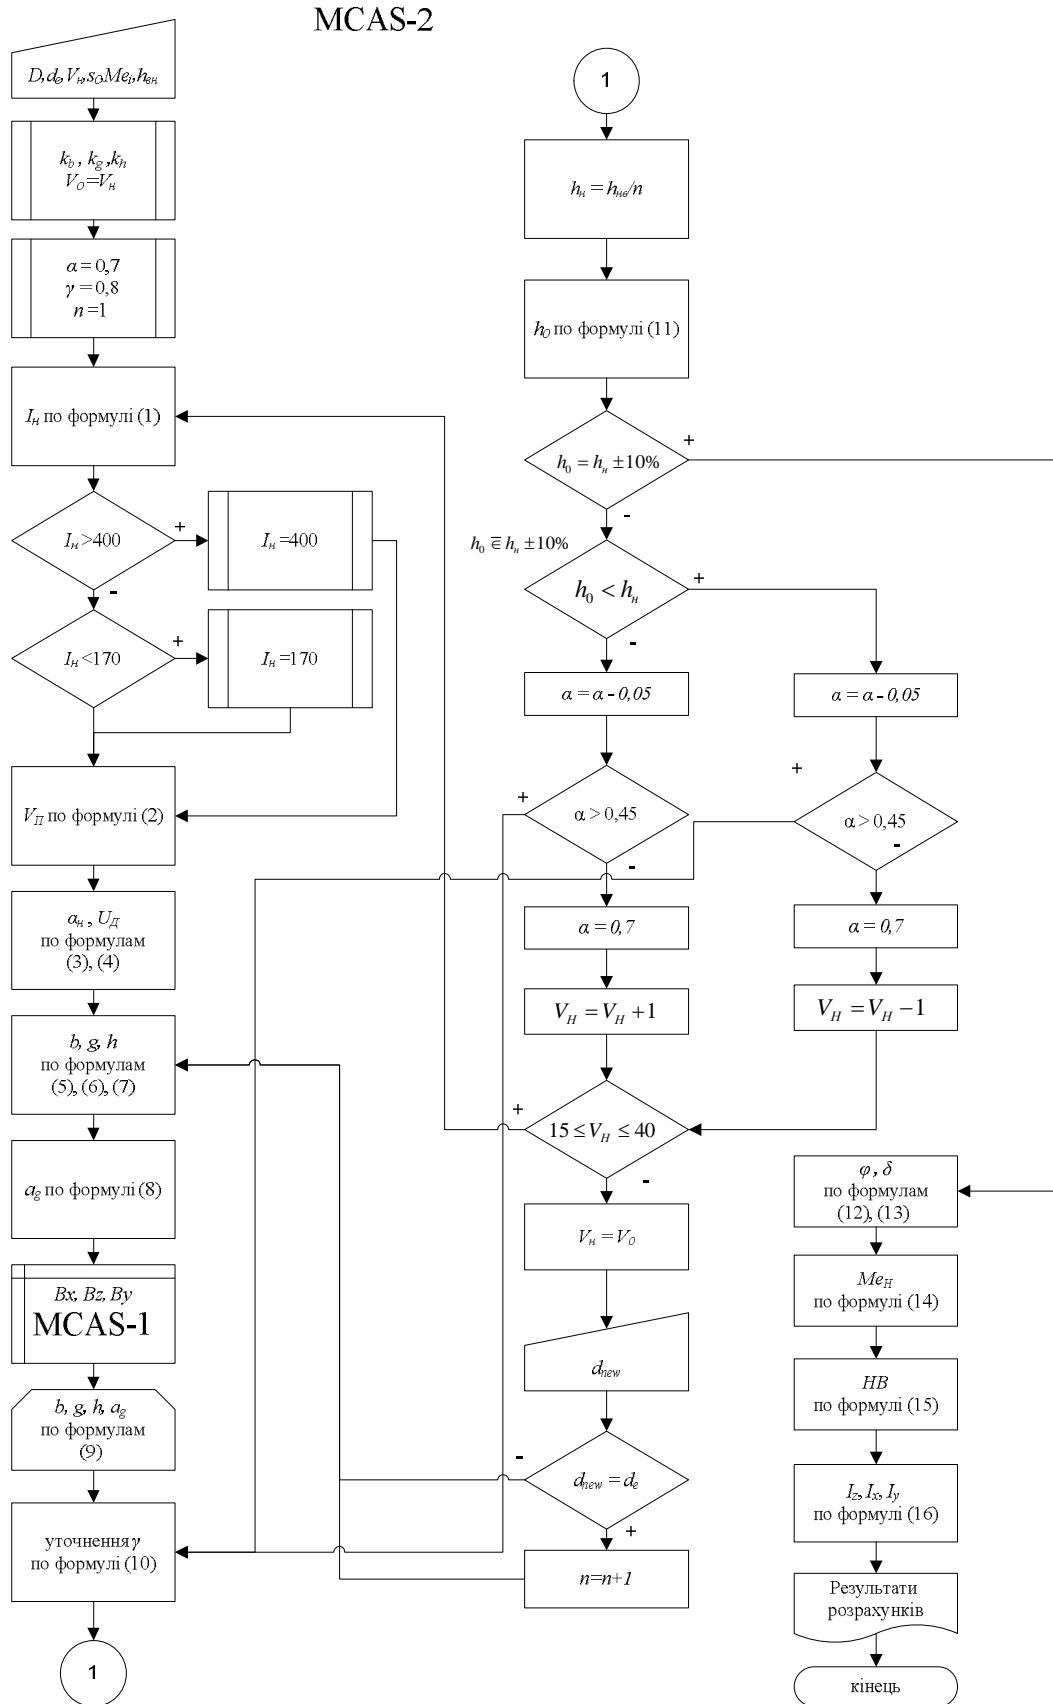 MCAS-2
D, dₑ, Vₙ, s₀, Meᵢ, hвн
k_b , k_g , k_h
V_O = V_н
α = 0,7
γ = 0,8
n = 1
I_н по формулі (1)
I_н >400
+
I_н =400
-
I_н <170
+
I_н =170
V_П по формулі (2)
α_н , U_Д
по формулам
(3), (4)
b, g, h
по формулам
(5), (6), (7)
a_g по формулі (8)
Bx, Bz, By
MCAS-1
b, g, h, a_g
по формулам
(9)
уточнення γ
по формулі (10)
1
1
h_н = h_нв/n
h_0 по формулі (11)
h_0 = h_н ±10%
+
-
h_0 ∈̅ h_н ±10%
h_0 < h_н
+
-
α = α - 0,05
α > 0,45
+
-
α = 0,7
V_H = V_H +1
15 ≤ V_H ≤ 40
+
-
V_н = V_O
d_new
d_new = d_e
-
+
n=n+1
α = α - 0,05
+
α > 0,45
-
α = 0,7
V_H = V_H −1
φ , δ
по формулам
(12), (13)
Me_H
по формулі (14)
HB
по формулі (15)
I_z, I_x, I_y
по формулі (16)
Результати
розрахунків
кінець